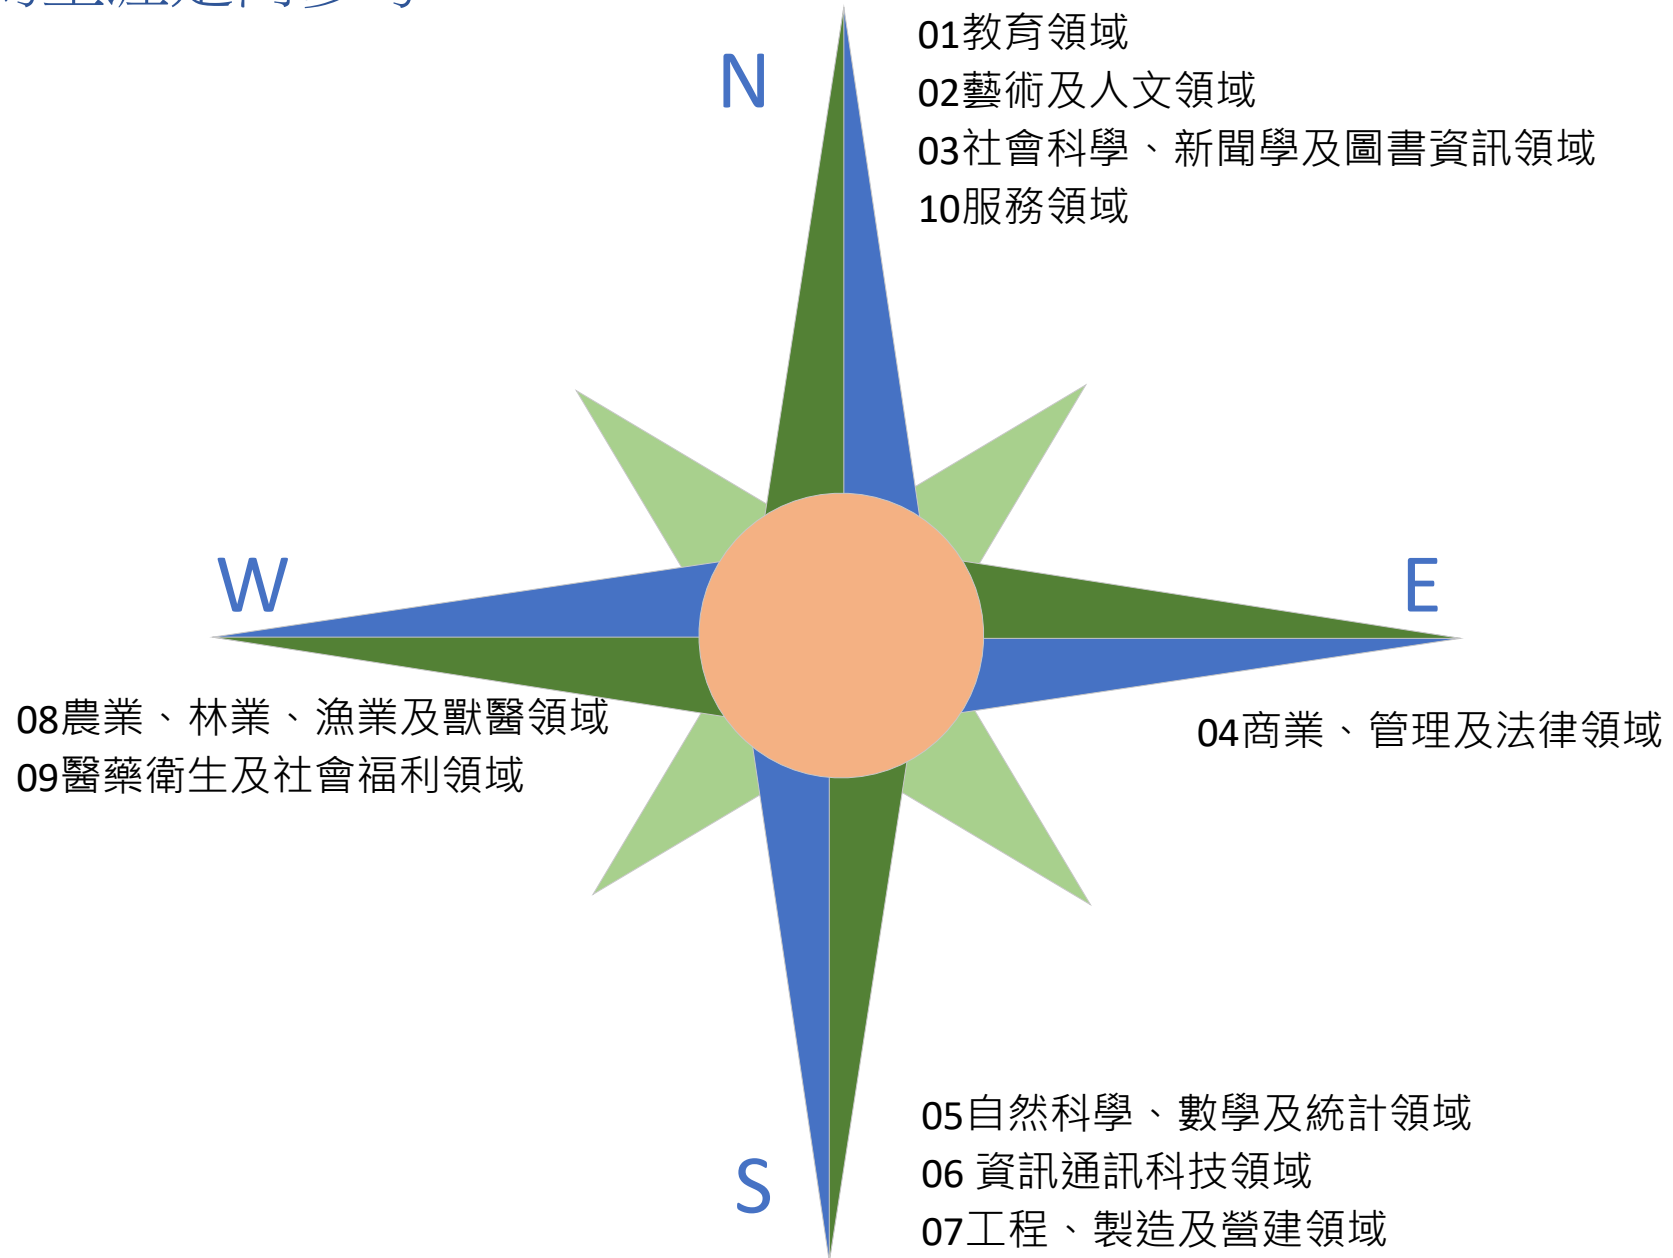 N
01教育領域
02藝術及人文領域
03社會科學、新聞學及圖書資訊領域
10服務領域
W
E
08農業、林業、漁業及獸醫領域
09醫藥衛生及社會福利領域
04商業、管理及法律領域
S
05自然科學、數學及統計領域
06 資訊通訊科技領域
07工程、製造及營建領域